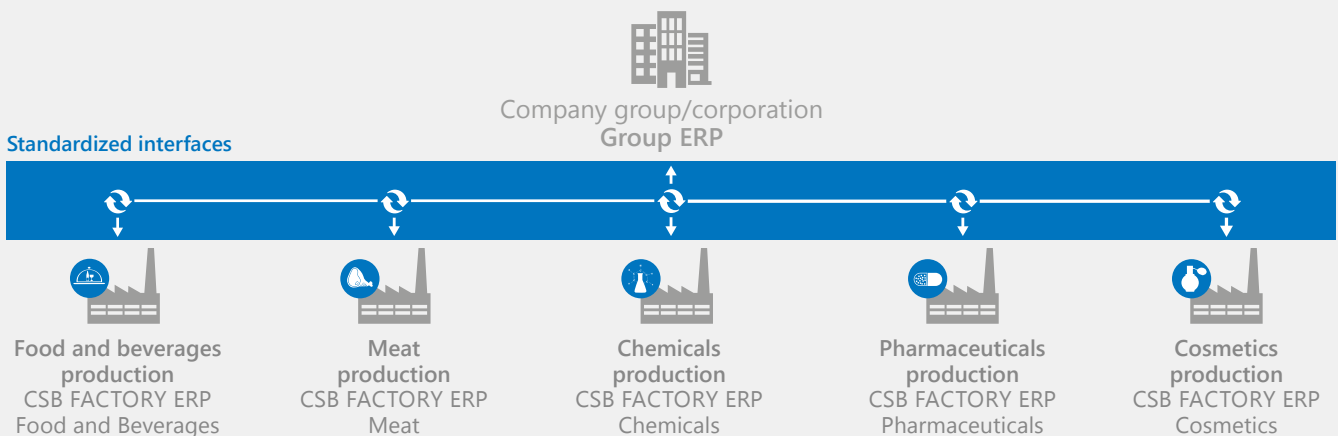 Company group/corporation
Group ERP
Standardized interfaces
Food and beverages
production
CSB FACTORY ERP
Food and Beverages
Meat
production
CSB FACTORY ERP
Meat
Chemicals
production
CSB FACTORY ERP
Chemicals
Pharmaceuticals
production
CSB FACTORY ERP
Pharmaceuticals
Cosmetics
production
CSB FACTORY ERP
Cosmetics